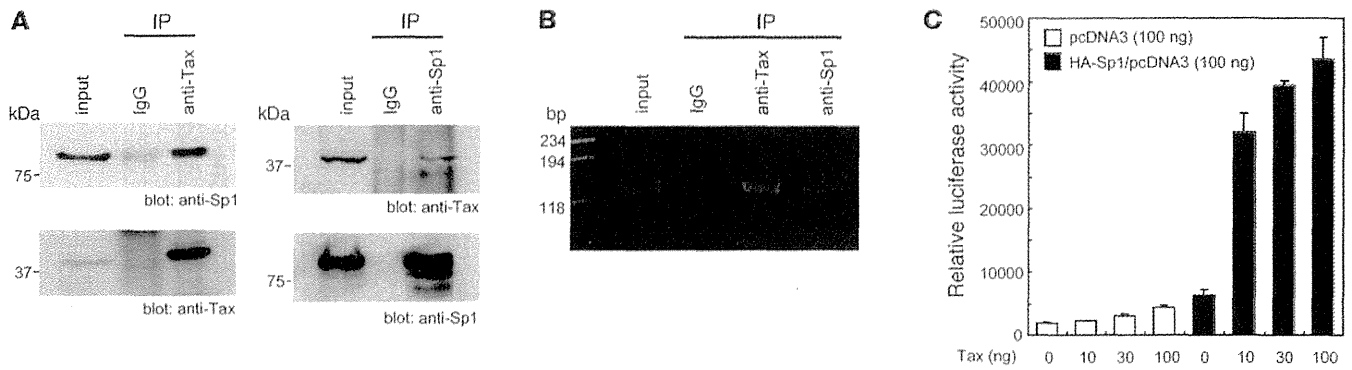 A
IP
input
IgG
anti-Tax
kDa
75-
blot: anti-Sp1
37-
blot: anti-Tax
IP
input
IgG
anti-Sp1
kDa
37-
blot: anti-Tax
75-
blot: anti-Sp1
B
IP
input
IgG
anti-Tax
anti-Sp1
bp
234
194
118
C
Relative luciferase activity
50000
40000
30000
20000
10000
0
pcDNA3 (100 ng)
HA-Sp1/pcDNA3 (100 ng)
Tax (ng) 0 10 30 100 0 10 30 100